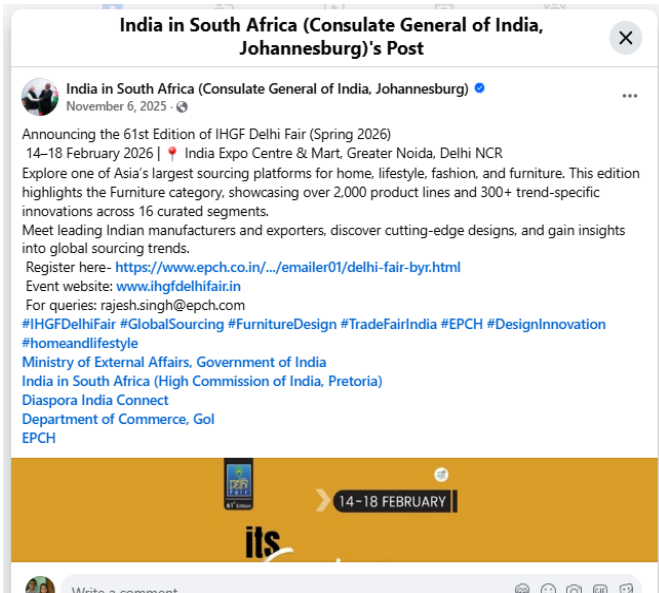 India in South Africa (Consulate General of India,
Johannesburg)'s Post
India in South Africa (Consulate General of India, Johannesburg)
November 6, 2025 ·
Announcing the 61st Edition of IHGF Delhi Fair (Spring 2026)
14–18 February 2026 | 📍 India Expo Centre & Mart, Greater Noida, Delhi NCR
Explore one of Asia's largest sourcing platforms for home, lifestyle, fashion, and furniture. This edition
highlights the Furniture category, showcasing over 2,000 product lines and 300+ trend-specific
innovations across 16 curated segments.
Meet leading Indian manufacturers and exporters, discover cutting-edge designs, and gain insights
into global sourcing trends.
Register here- https://www.epch.co.in/.../emailer01/delhi-fair-byr.html
Event website: www.ihgfdelhifair.in
For queries: rajesh.singh@epch.com
#IHGFDelhiFair #GlobalSourcing #FurnitureDesign #TradeFairIndia #EPCH #DesignInnovation
#homeandlifestyle
Ministry of External Affairs, Government of India
India in South Africa (High Commission of India, Pretoria)
Diaspora India Connect
Department of Commerce, GoI
EPCH
DELHI
FAIR
61st Edition
14-18 FEBRUARY
its
Write a comment
GIF